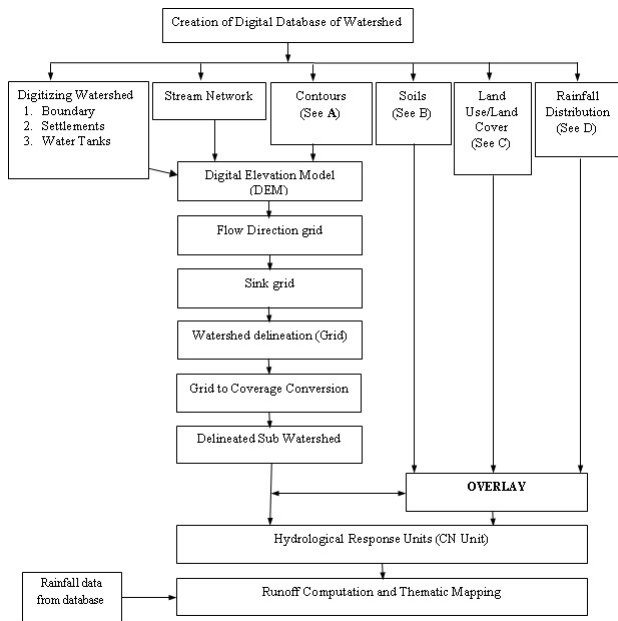 Creation of Digital Database of Watershed
Digitizing Watershed
1. Boundary
2. Settlements
3. Water Tanks
Stream Network
Contours
(See A)
Soils
(See B)
Land
Use/Land
Cover
(See C)
Rainfall
Distribution
(See D)
Digital Elevation Model
(DEM)
Flow Direction grid
Sink grid
Watershed delineation (Grid)
Grid to Coverage Conversion
Delineated Sub Watershed
OVERLAY
Hydrological Response Units (CN Unit)
Rainfall data
from database
Runoff Computation and Thematic Mapping